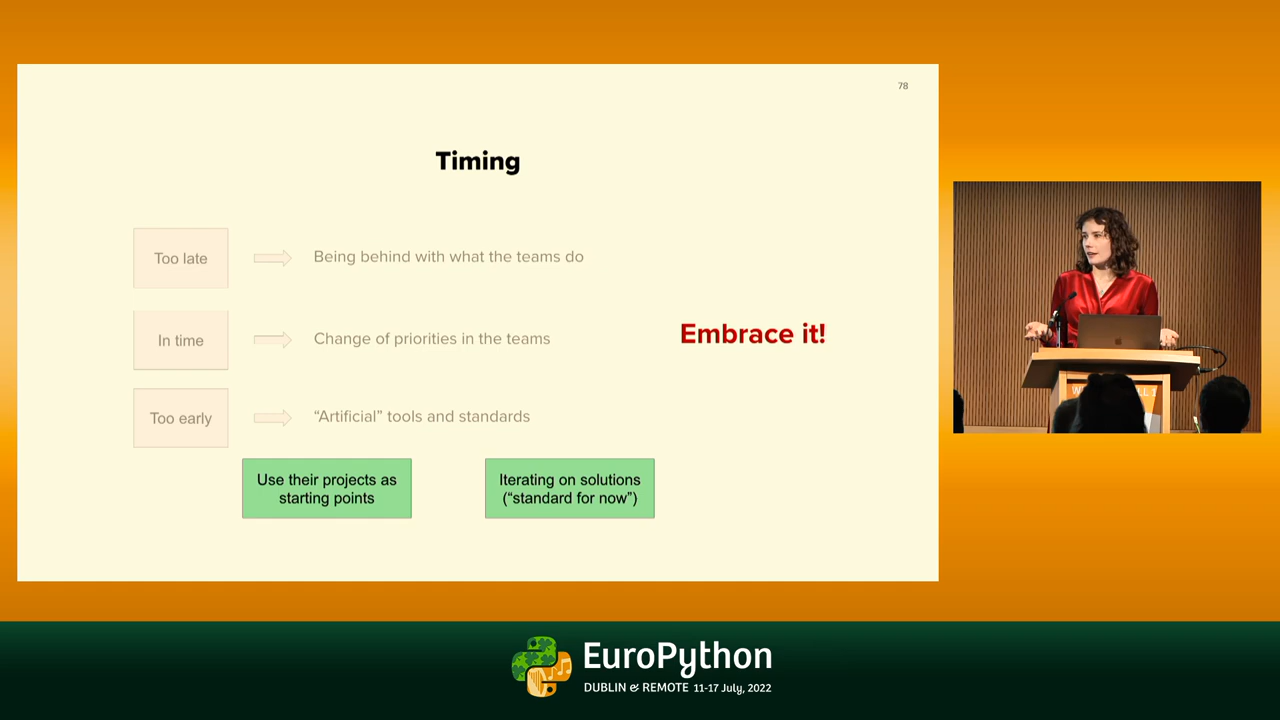 78
Timing
Too late
Being behind with what the teams do
In time
Change of priorities in the teams
Embrace it!
Too early
“Artificial” tools and standards
Use their projects as
starting points
Iterating on solutions
(“standard for now”)
EuroPython
DUBLIN & REMOTE 11-17 July, 2022